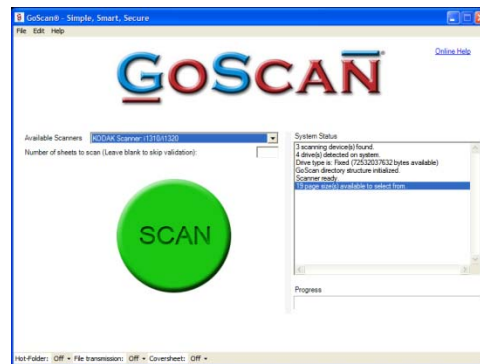 GoScan® - Simple, Smart, Secure
File Edit Help
Online Help
GOSCAN
Available Scanners KODAK Scanner: i1310/i1320
Number of sheets to scan (Leave blank to skip validation):
SCAN
System Status
3 scanning device(s) found.
4 drive(s) detected on system.
Drive type is: Fixed (72532037632 bytes available)
GoScan directory structure initialized.
Scanner ready.
19 page size(s) available to select from.
Progress
Hot-Folder: Off File transmission: Off Coversheet: Off